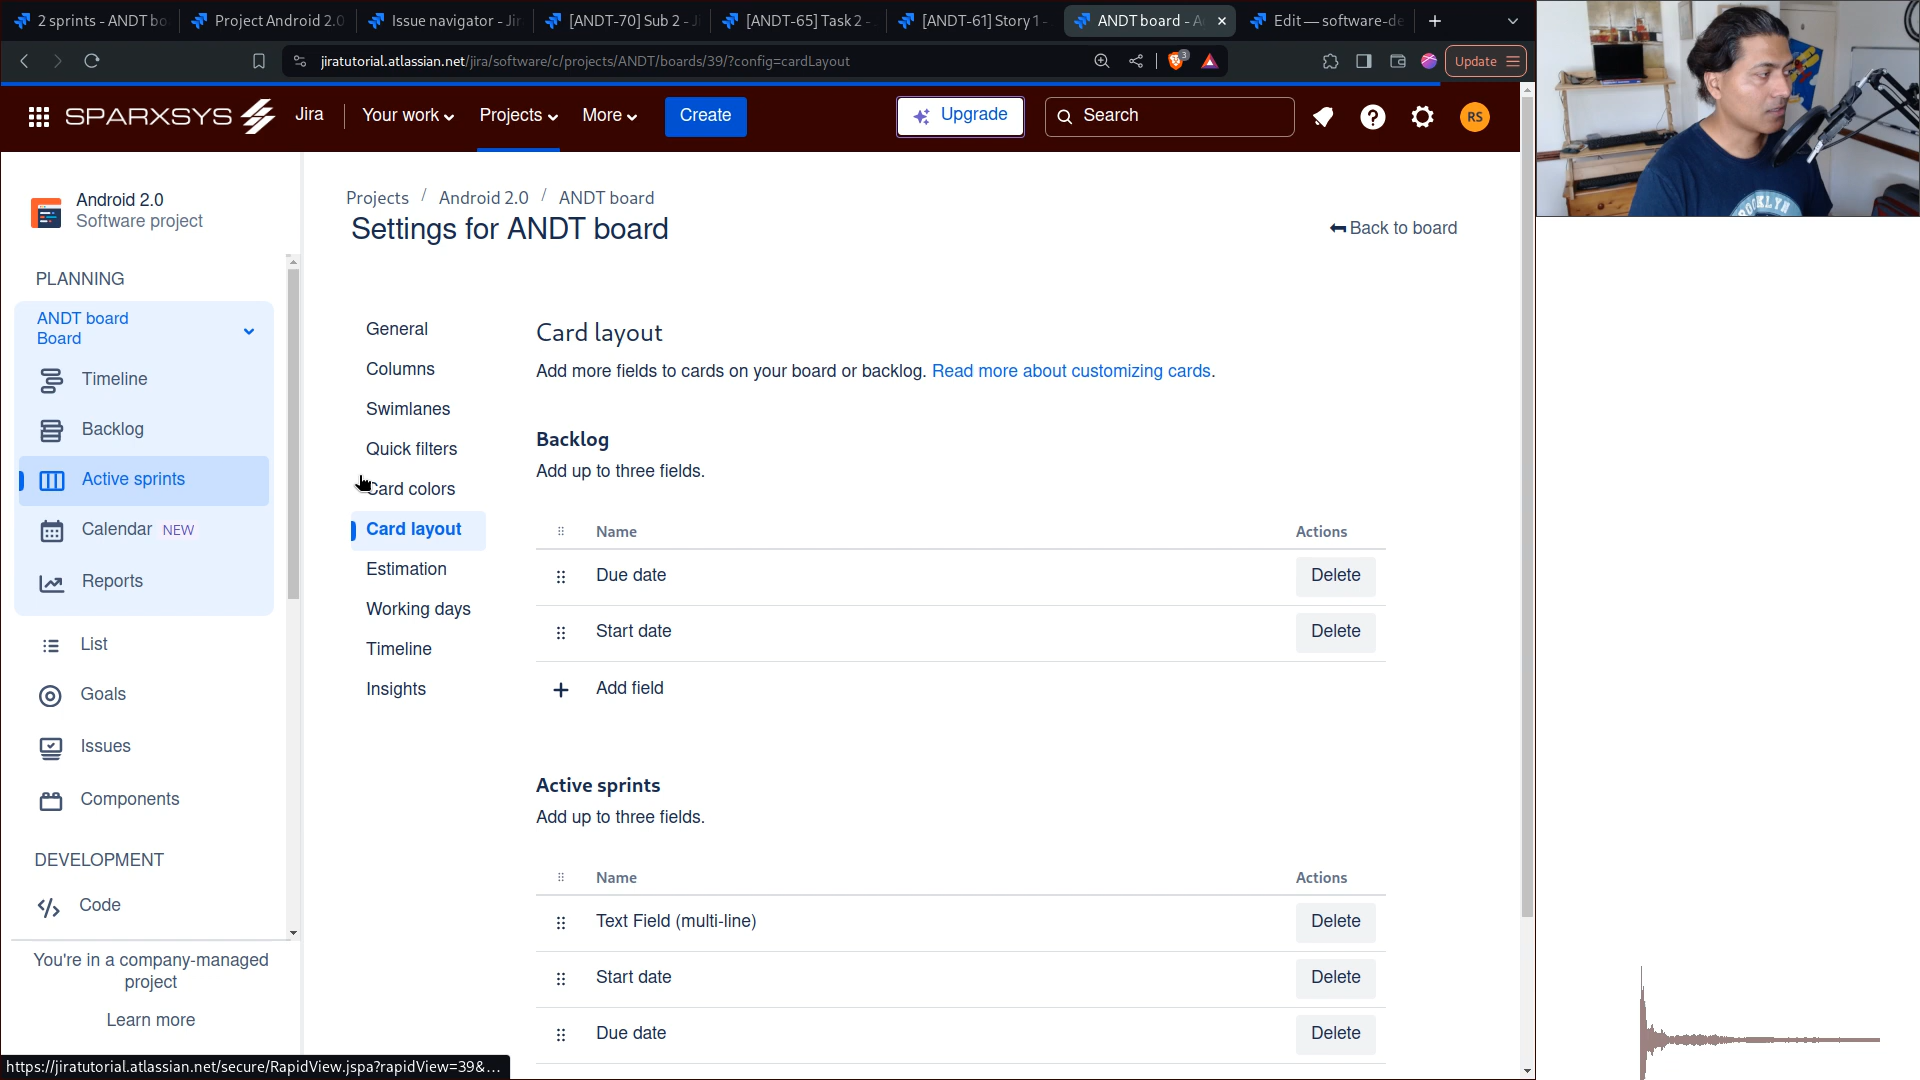 2 sprints - ANDT bo
Project Android 2.0
Issue navigator - Jir
[ANDT-70] Sub 2 - J
[ANDT-65] Task 2 -
[ANDT-61] Story 1 -
ANDT board - A
Edit — software-de
jiratutorial.atlassian.net/jira/software/c/projects/ANDT/boards/39/?config=cardLayout
3
Update
SPARXSYS
Jira
Your work
Projects
More
Create
Upgrade
Search
RS
Android 2.0
Software project
PLANNING
ANDT board
Board
Timeline
Backlog
Active sprints
Calendar NEW
Reports
List
Goals
Issues
Components
DEVELOPMENT
Code
You're in a company-managed
project
Learn more
https://jiratutorial.atlassian.net/secure/RapidView.jspa?rapidView=39&...
Projects / Android 2.0 / ANDT board
Settings for ANDT board
Back to board
General
Columns
Swimlanes
Quick filters
Card colors
Card layout
Estimation
Working days
Timeline
Insights
Card layout
Add more fields to cards on your board or backlog. Read more about customizing cards.
Backlog
Add up to three fields.
Name Actions
Due date Delete
Start date Delete
Add field
Active sprints
Add up to three fields.
Name Actions
Text Field (multi-line) Delete
Start date Delete
Due date Delete